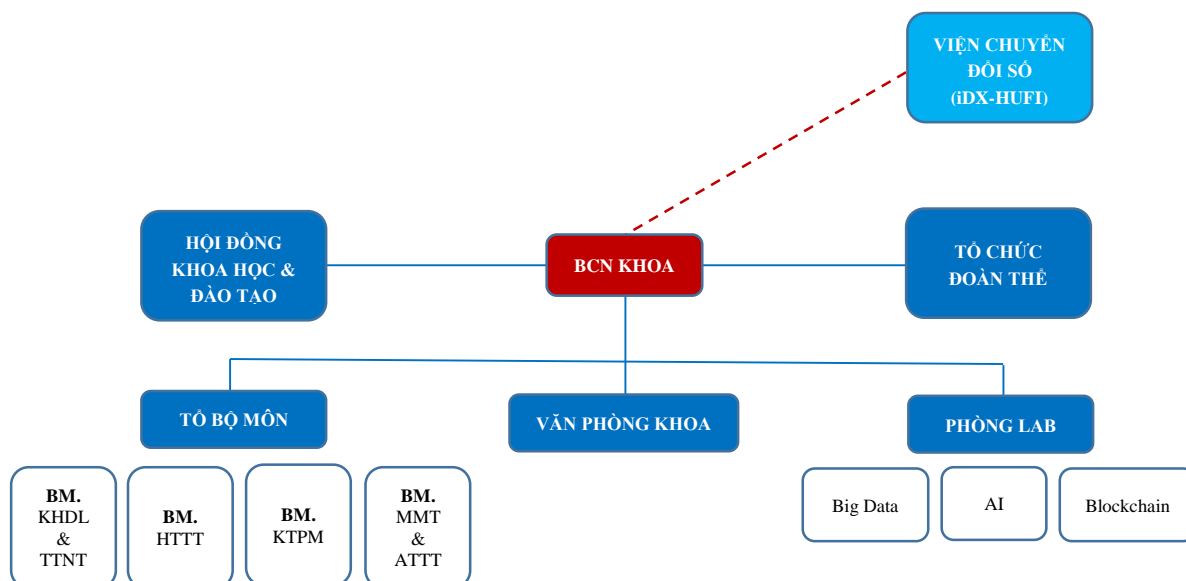 VIỆN CHUYỂN
ĐỔI SỐ
(iDX-HUFI)
HỘI ĐỒNG
KHOA HỌC &
ĐÀO TẠO
BCN KHOA
TỔ CHỨC
ĐOÀN THỂ
TỔ BỘ MÔN
VĂN PHÒNG KHOA
PHÒNG LAB
BM.
KHDL
&
TTNT
BM.
HTTT
BM.
KTPM
BM.
MMT
&
ATTT
Big Data
AI
Blockchain